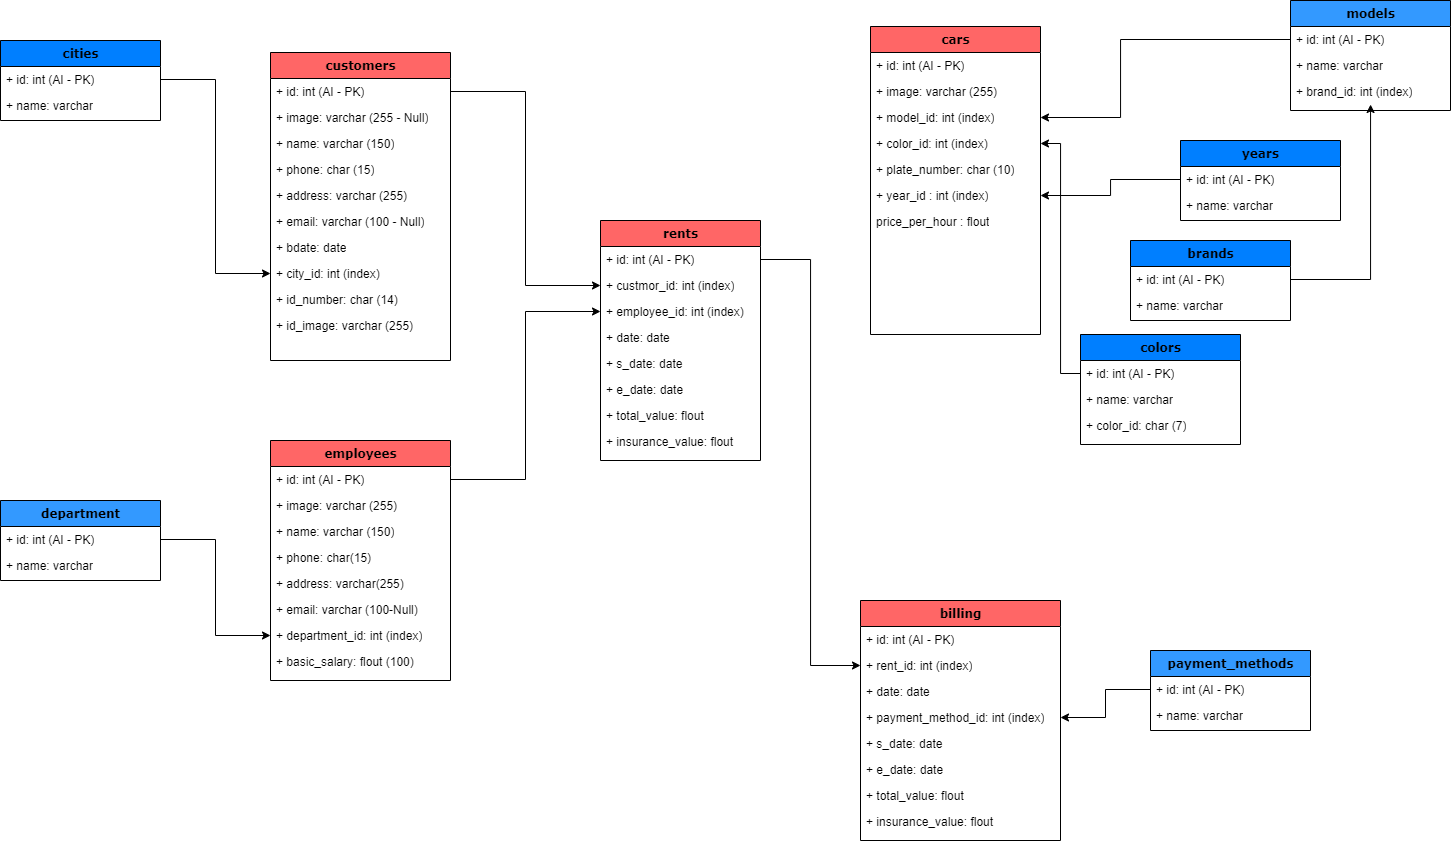 cities
+ id: int (AI - PK)
+ name: varchar
customers
+ id: int (AI - PK)
+ image: varchar (255 - Null)
+ name: varchar (150)
+ phone: char (15)
+ address: varchar (255)
+ email: varchar (100 - Null)
+ bdate: date
+ city_id: int (index)
+ id_number: char (14)
+ id_image: varchar (255)
department
+ id: int (AI - PK)
+ name: varchar
employees
+ id: int (AI - PK)
+ image: varchar (255)
+ name: varchar (150)
+ phone: char(15)
+ address: varchar(255)
+ email: varchar (100-Null)
+ department_id: int (index)
+ basic_salary: flout (100)
rents
+ id: int (AI - PK)
+ custmor_id: int (index)
+ employee_id: int (index)
+ date: date
+ s_date: date
+ e_date: date
+ total_value: flout
+ insurance_value: flout
cars
+ id: int (AI - PK)
+ image: varchar (255)
+ model_id: int (index)
+ color_id: int (index)
+ plate_number: char (10)
+ year_id : int (index)
price_per_hour : flout
models
+ id: int (AI - PK)
+ name: varchar
+ brand_id: int (index)
years
+ id: int (AI - PK)
+ name: varchar
brands
+ id: int (AI - PK)
+ name: varchar
colors
+ id: int (AI - PK)
+ name: varchar
+ color_id: char (7)
billing
+ id: int (AI - PK)
+ rent_id: int (index)
+ date: date
+ payment_method_id: int (index)
+ s_date: date
+ e_date: date
+ total_value: flout
+ insurance_value: flout
payment_methods
+ id: int (AI - PK)
+ name: varchar